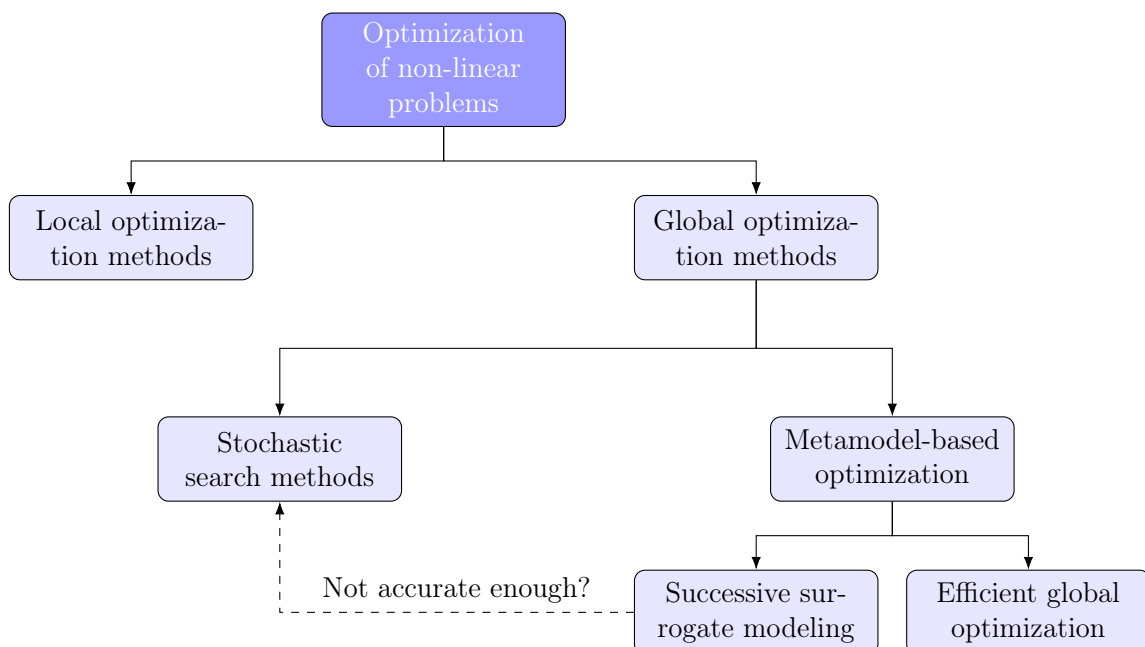 Optimization
of non-linear
problems
Local optimiza-
tion methods
Global optimiza-
tion methods
Stochastic
search methods
Metamodel-based
optimization
Not accurate enough?
Successive sur-
rogate modeling
Efficient global
optimization